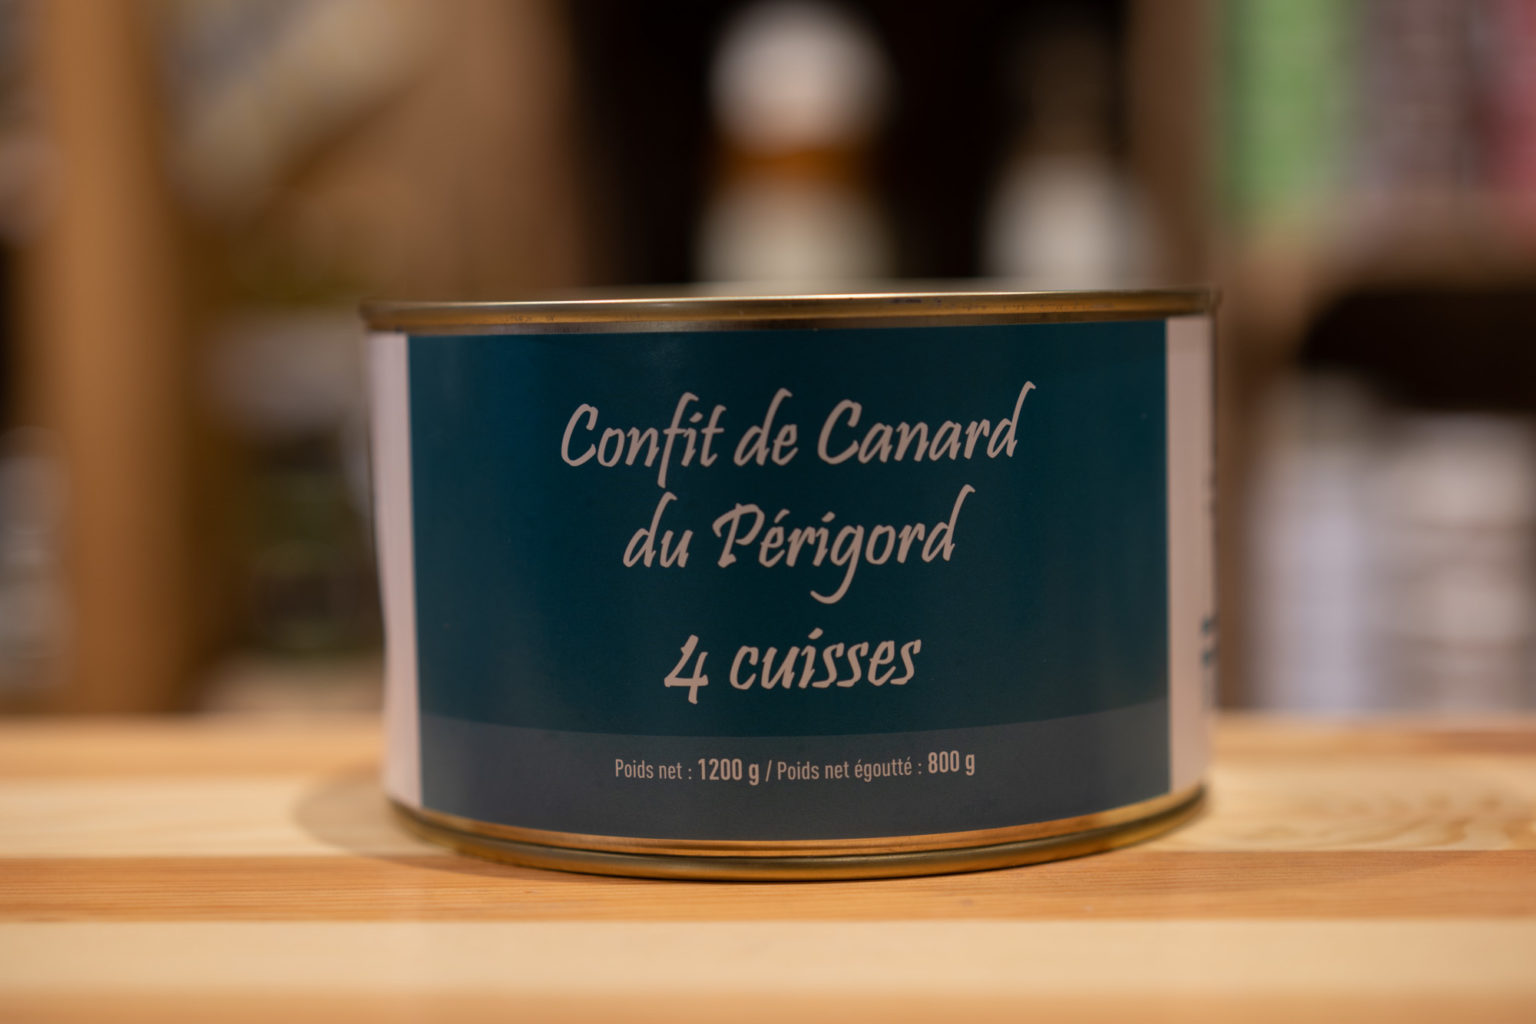 Confit de Canard
du Périgord
4 cuisses
Poids net : 1200 g / Poids net égoutté : 800 g